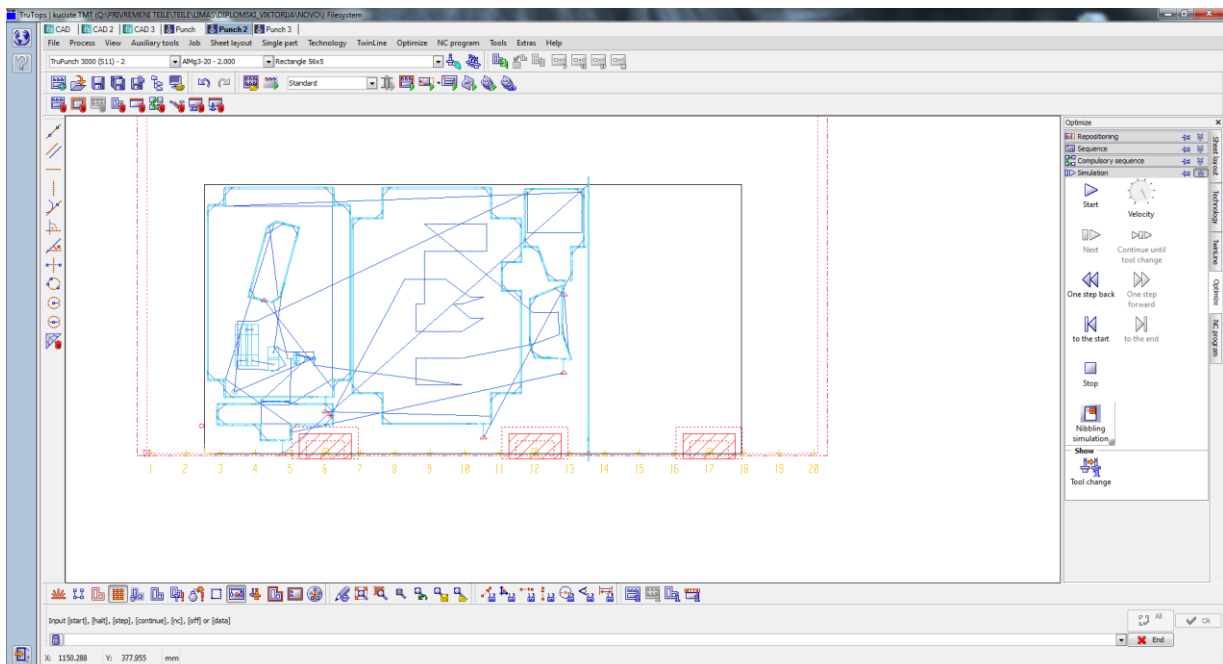 TruTops | kuciste.TMT (Q:\PRIVREMENI TEILE\TEILE\LIMAS\DIPLOMSKI_VIKTORIJA\NOVO\) Filesystem
CAD CAD 2 CAD 3 Punch Punch 2 Punch 3
File Process View Auxiliary tools Job Sheet layout Single part Technology TwinLine Optimize NC program Tools Extras Help
TruPunch 3000 (S11) - 2 AlMg3-20 - 2.000 Rectangle 56x5
Standard
Optimize
Repositioning
Sequence
Compulsory sequence
Simulation
Start Velocity
Next Continue until tool change
One step back One step forward
to the start to the end
Stop
Nibbling simulation
Show
Tool change
Sheet layout
Technology
TwinLine
Optimize
NC program
1 2 3 4 5 6 7 8 9 10 11 12 13 14 15 16 17 18 19 20
Input [start], [halt], [step], [continue], [nc], [off] or [data]
All Ok
End
X: 1150.288 Y: 377.955 mm